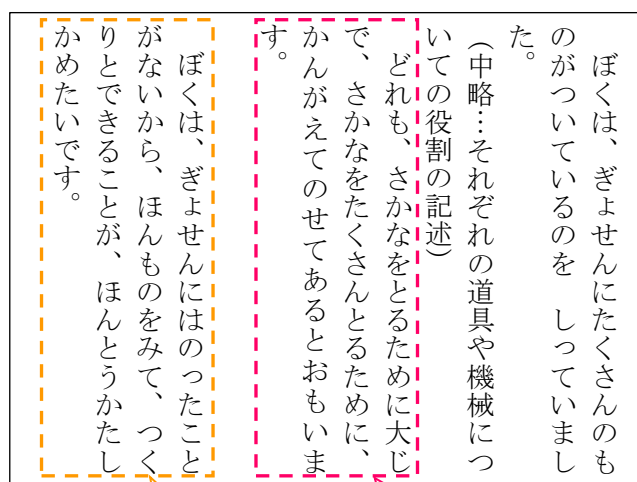 ぼくは、ぎょせんにたくさんのも
のがついているのを　しっていまし
た。
（中略…それぞれの道具や機械につ
いての役割の記述）
どれも、さかなをとるために大じ
で、さかなをたくさんとるために、
かんがえてのせてあるとおもいま
す。
ぼくは、ぎょせんにはのったこと
がないから、ほんものをみて、つく
りとできることが、ほんとうかたし
かめたいです。